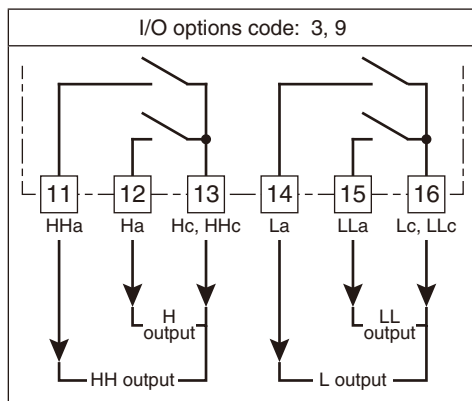 I/O options code: 3, 9
11 12 13 14 15 16
HHa Ha Hc, HHc La LLa Lc, LLc
H output
LL output
HH output
L output